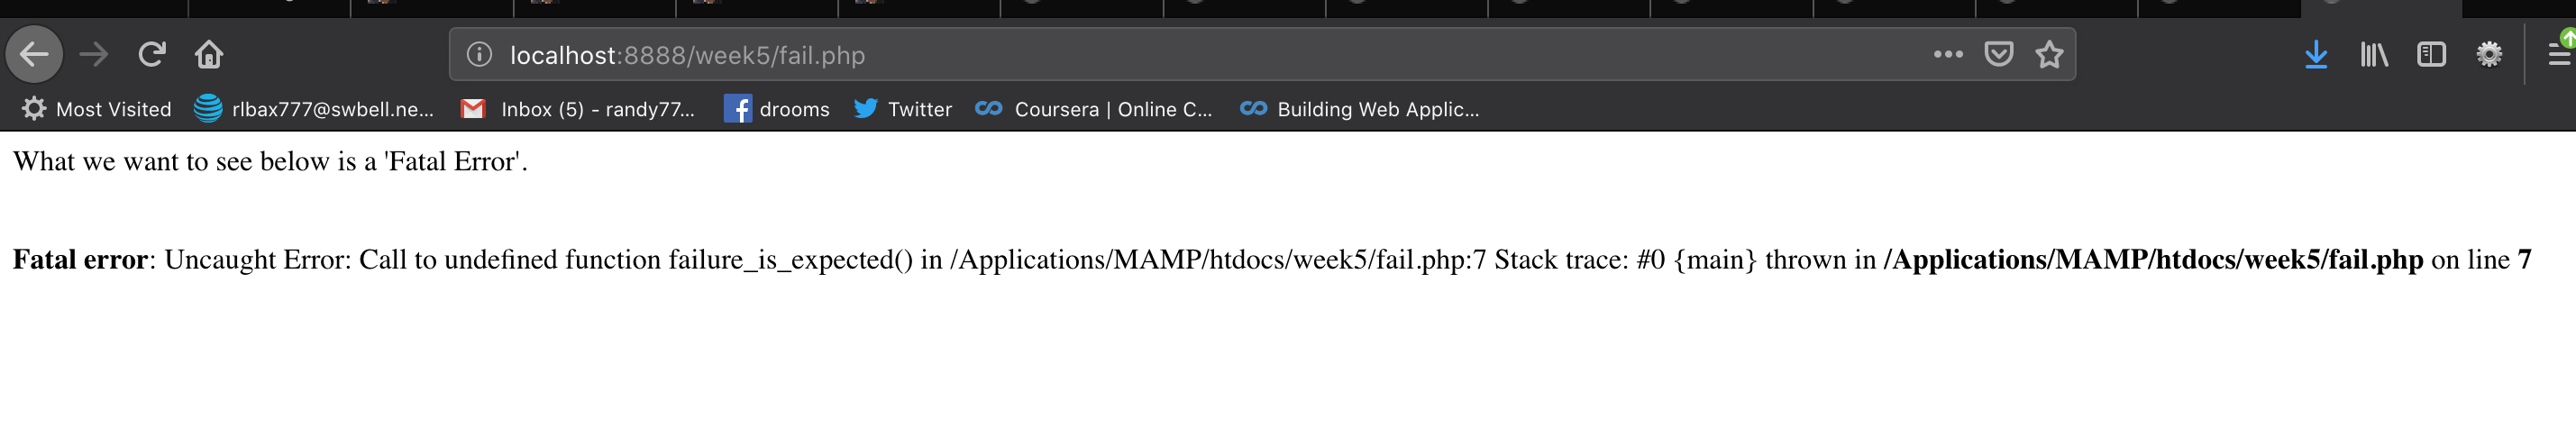 localhost:8888/week5/fail.php
Most Visited rlbax777@swbell.ne... Inbox (5) - randy77... drooms Twitter Coursera | Online C... Building Web Applic...
What we want to see below is a 'Fatal Error'.
Fatal error: Uncaught Error: Call to undefined function failure_is_expected() in /Applications/MAMP/htdocs/week5/fail.php:7 Stack trace: #0 {main} thrown in /Applications/MAMP/htdocs/week5/fail.php on line 7